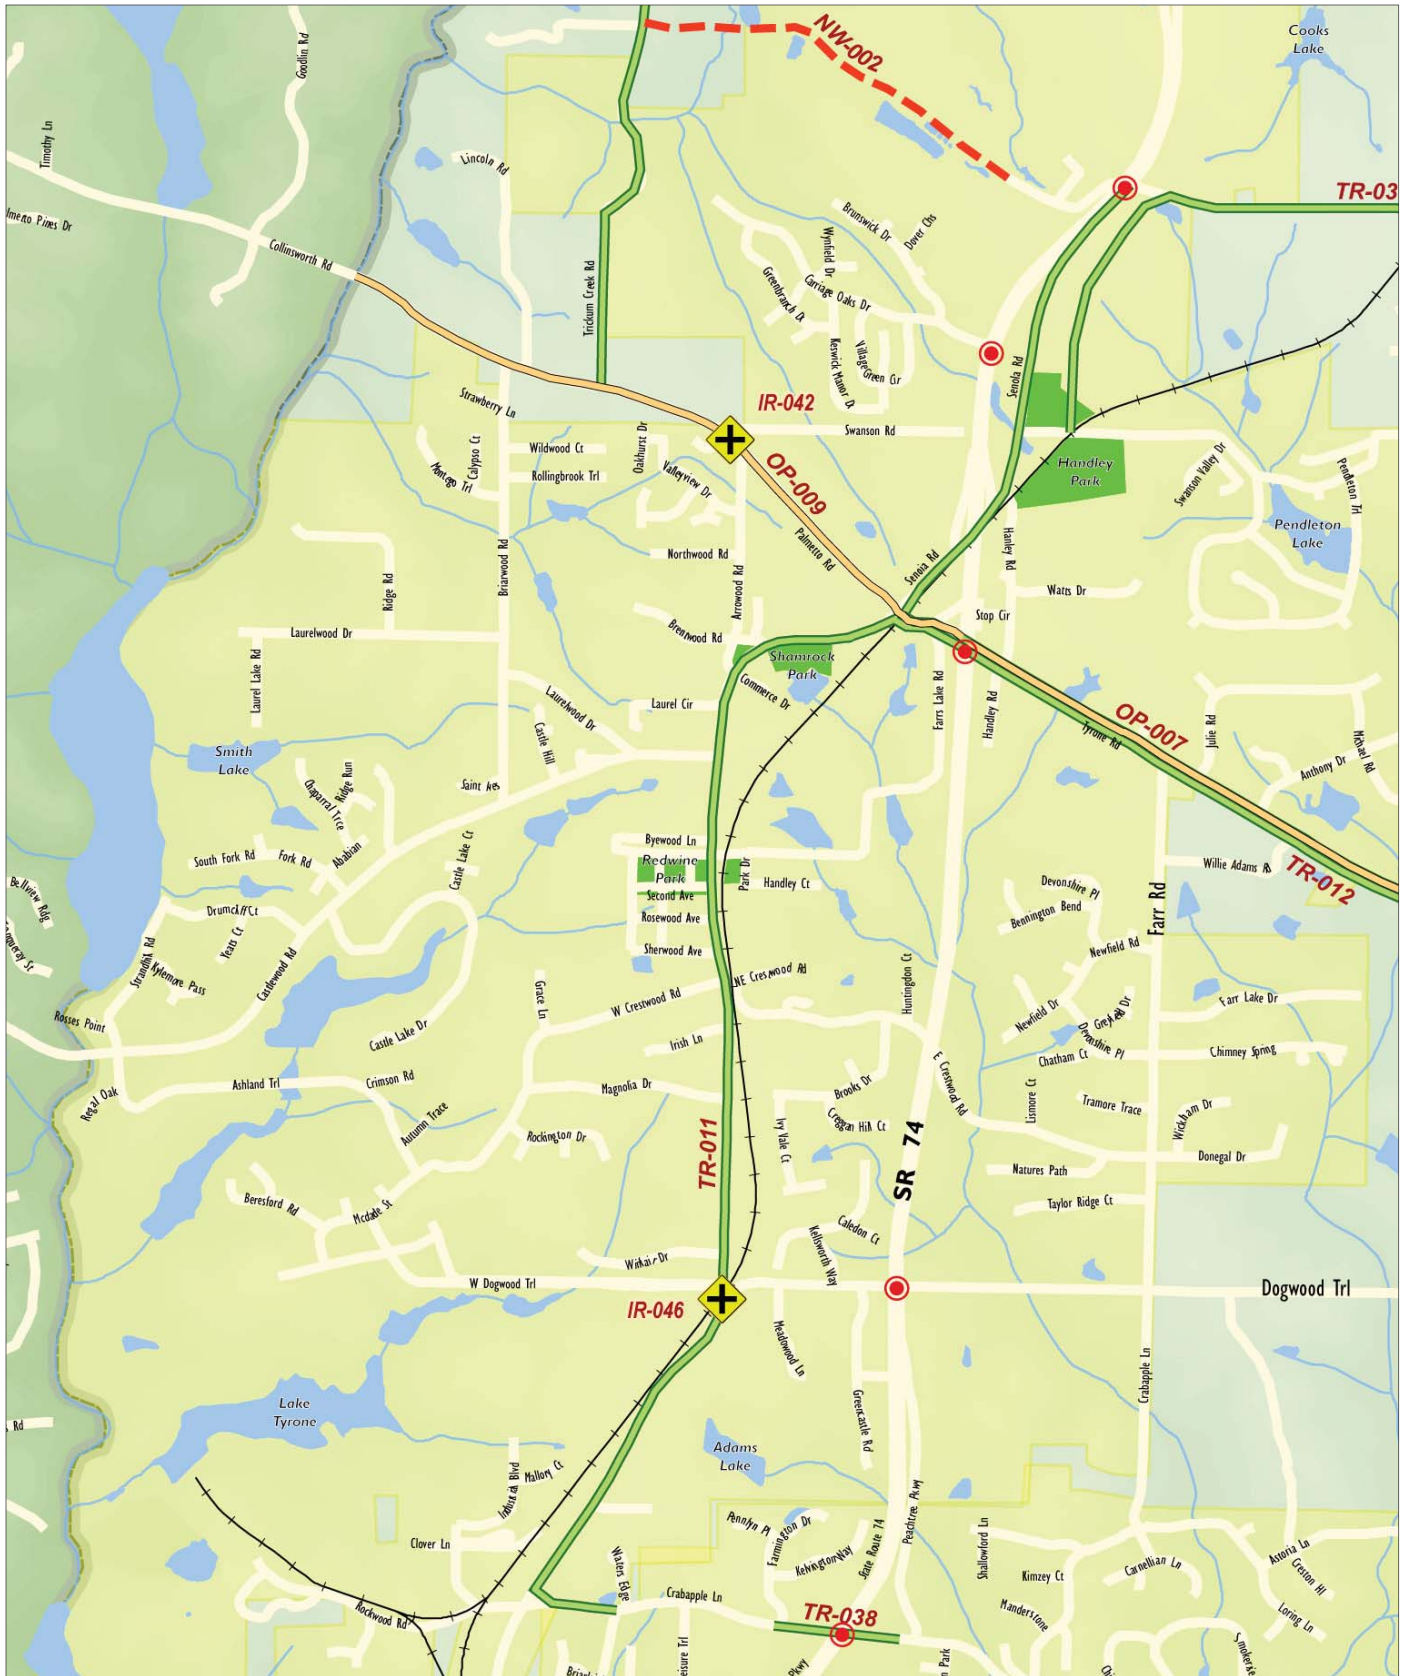 NW-002
Cooks
Lake
Goodlin Rd
Timothy Ln
Lincoln Rd
TR-03
lmetto Pines Dr
Collinsworth Rd
Brunswick Dr
Dover Chs
Wynfield Dr
Greenbranch
Carriage Oaks Dr
Trickum Creek Rd
Keswick Manor
Village Green Cir
Senoia Rd
Strawberry Ln
IR-042
Swanson Rd
Oakhurst Dr
Calypso Ct
Wildwood Ct
Montego Trl
Rollingbrook Trl
Valleyview Dr
OP-009
Handley
Park
Swanson Valley Dr
Pendleton Trl
Pendleton
Lake
Palmetto Rd
Northwood Rd
Senoia Rd
Hanley Rd
Briarwood Rd
Ridge Rd
Arrowood Rd
Watts Dr
Stop Cir
Laurelwood Dr
Brentwood Rd
Shamrock
Park
Laurel Lake Rd
Commerce Dr
Laurelwood Dr
Laurel Cir
Farrs Lake Rd
Handley Rd
OP-007
Tyrone Rd
Julie Rd
Michael Rd
Anthony Dr
Castle Hill
Smith
Lake
Chaparral Trce
Ridge Run
Byewood Ln
South Fork Rd
Fork Rd
Ababian
Castle Lake Ct
Redwine
Park
Park Dr
Handley Ct
Willie Adams
TR-012
Bellview Rdg
Drumcliff Ct
Second Ave
Rosewood Ave
Devonshire Pl
Bennington Bend
Farr Rd
Yeats Ct
Sherwood Ave
Newfield Rd
Strandhill Rd
Kylemore Pass
Castlewood Rd
NE Creswood Rd
Huntingdon Ct
Grace Ln
W Crestwood Rd
Farr Lake Dr
Rosses Point
Castle Lake Dr
Newfield Dr
Devonshire Pl
Irish Ln
Chatham Ct
Chimney Spring
Regal Oak
Ashland Trl
Crimson Rd
Magnolia Dr
Brooks Dr
E Crestwood Rd
Lismore Ct
Tramore Trace
Wickham Dr
Autumn Trace
Rockington Dr
TR-011
Ivy Vale Ct
Creggan Hill Ct
SR 74
Donegal Dr
Natures Path
Beresford Rd
Mcdade St
Taylor Ridge Ct
Caledon Ct
Kellsworth Way
W Dogwood Trl
Dogwood Trl
IR-046
Meadowood Ln
Crabapple Ln
Lake
Tyrone
Rd
Greencastle Rd
Adams
Lake
Mallory Ct
Peachtree Pkwy
Pennlyn Pl
Farmington Dr
Kelvington Way
State Route 74
Shallowford Ln
Clover Ln
Waters Edge
Kimzey Ct
Carnellian Ln
Astoria Ln
Creston Hl
Crabapple Ln
TR-038
Rockwood Rd
Manderstone
Loring Ln
eisure Trl
Pkwy
Park